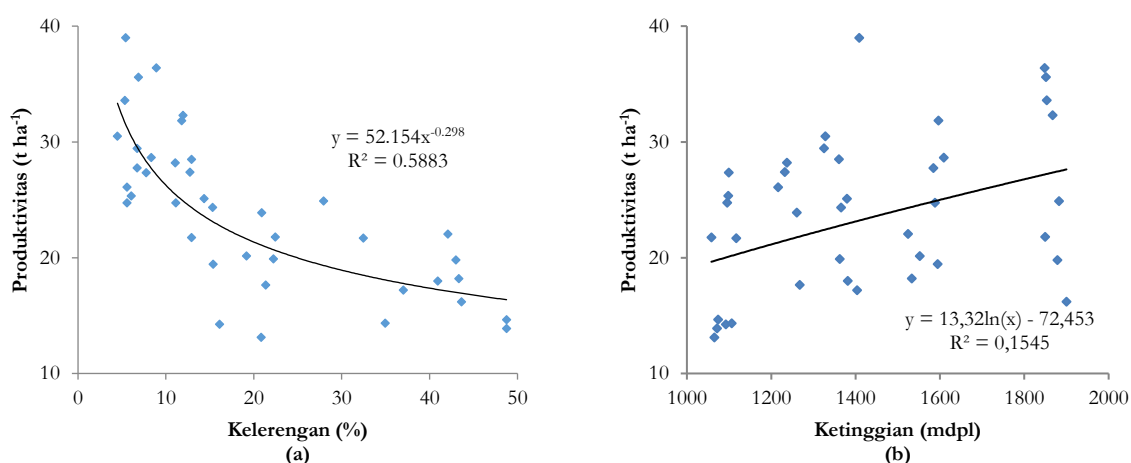 40
30
20
10
0
10
20
30
40
50
Produktivitas (t ha⁻¹)
y = 52.154x⁻⁰·²⁹⁸
R² = 0.5883
Kelerengan (%)
(a)
40
30
20
10
1000
1200
1400
1600
1800
2000
Produktivitas (t ha⁻¹)
y = 13,32ln(x) - 72,453
R² = 0,1545
Ketinggian (mdpl)
(b)